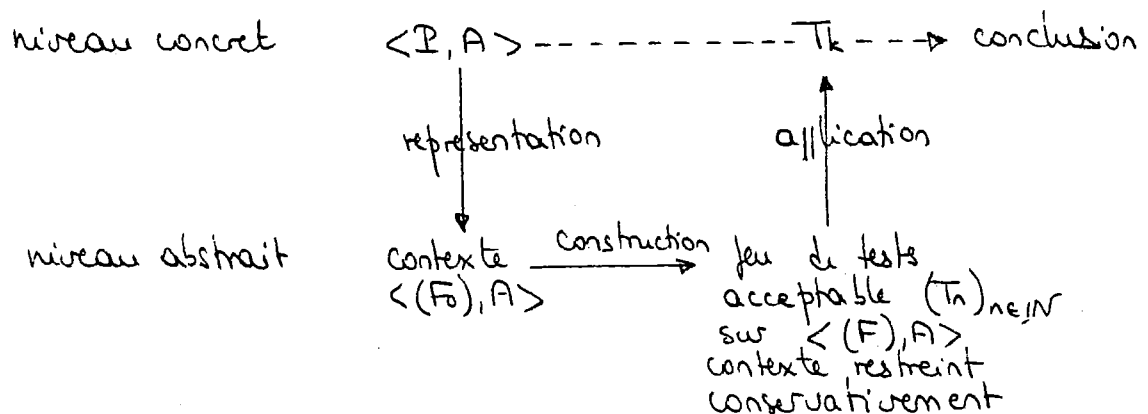 niveau concret <P, A> ----------- Tk ---> conclusion
représentation application
niveau abstrait contexte construction jeu de tests
<(F0), A> acceptable (Tn)n∈ℕ
sur <(F), A>
contexte restreint
conservativement